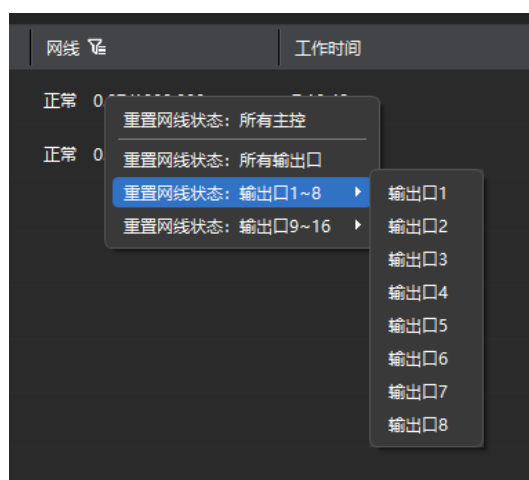 网线 工作时间
正常 0
重置网线状态：所有主控
正常 0
重置网线状态：所有输出口
重置网线状态：输出口1~8 输出口1
重置网线状态：输出口9~16 输出口2
输出口3
输出口4
输出口5
输出口6
输出口7
输出口8